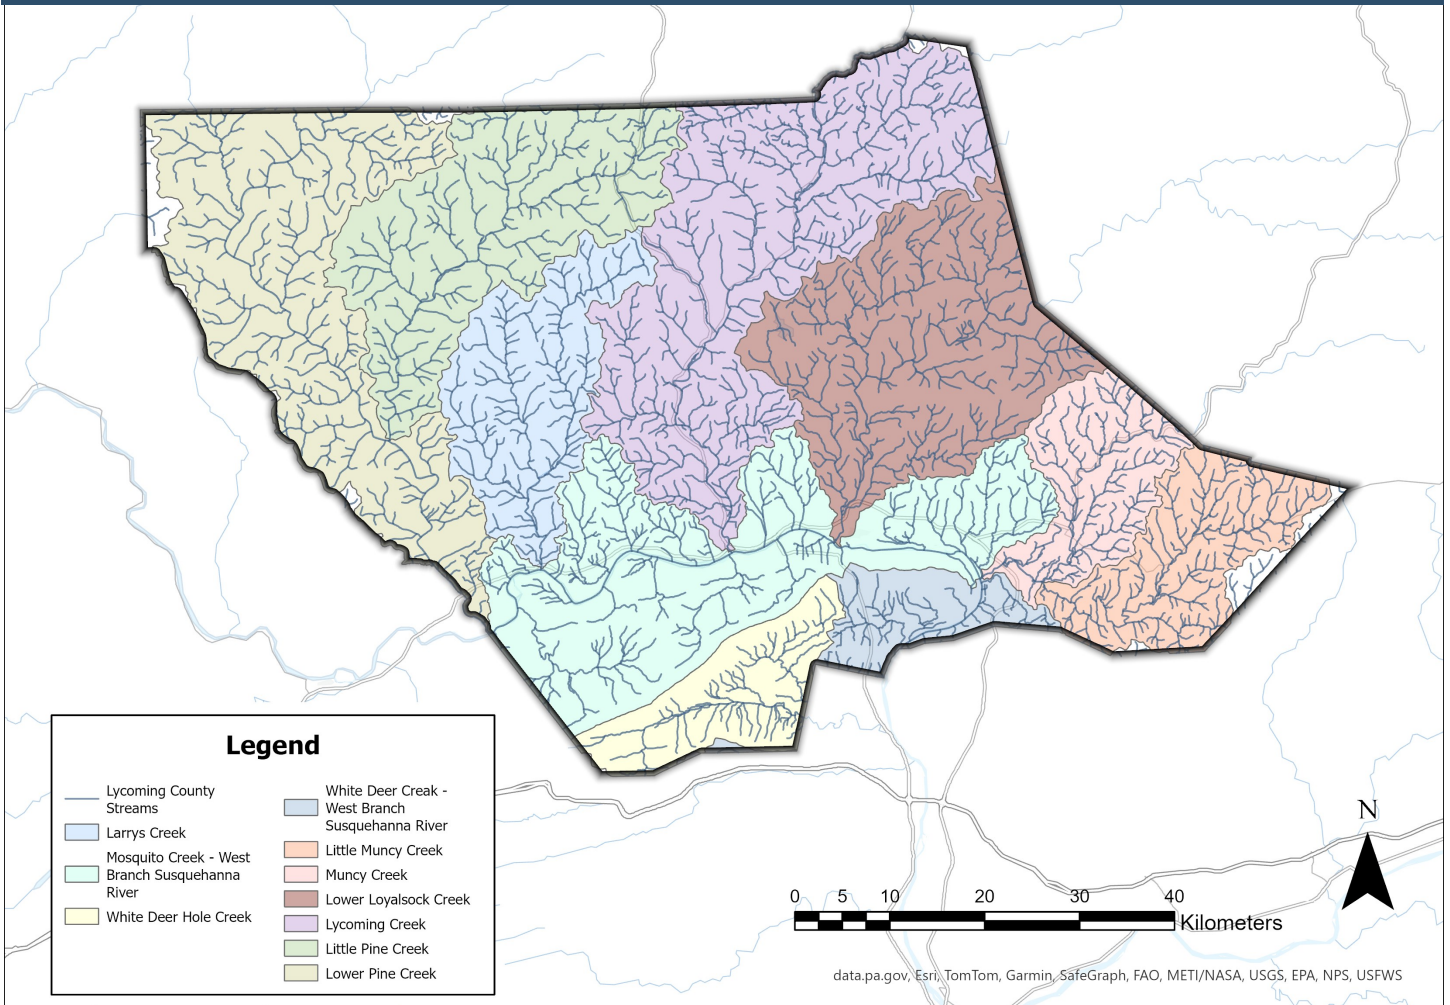 Legend
Lycoming County
Streams
Larrys Creek
Mosquito Creek - West
Branch Susquehanna
River
White Deer Hole Creek
White Deer Creak -
West Branch
Susquehanna River
Little Muncy Creek
Muncy Creek
Lower Loyalsock Creek
Lycoming Creek
Little Pine Creek
Lower Pine Creek
N
0 5 10 20 30 40
Kilometers
data.pa.gov, Esri, TomTom, Garmin, SafeGraph, FAO, METI/NASA, USGS, EPA, NPS, USFWS